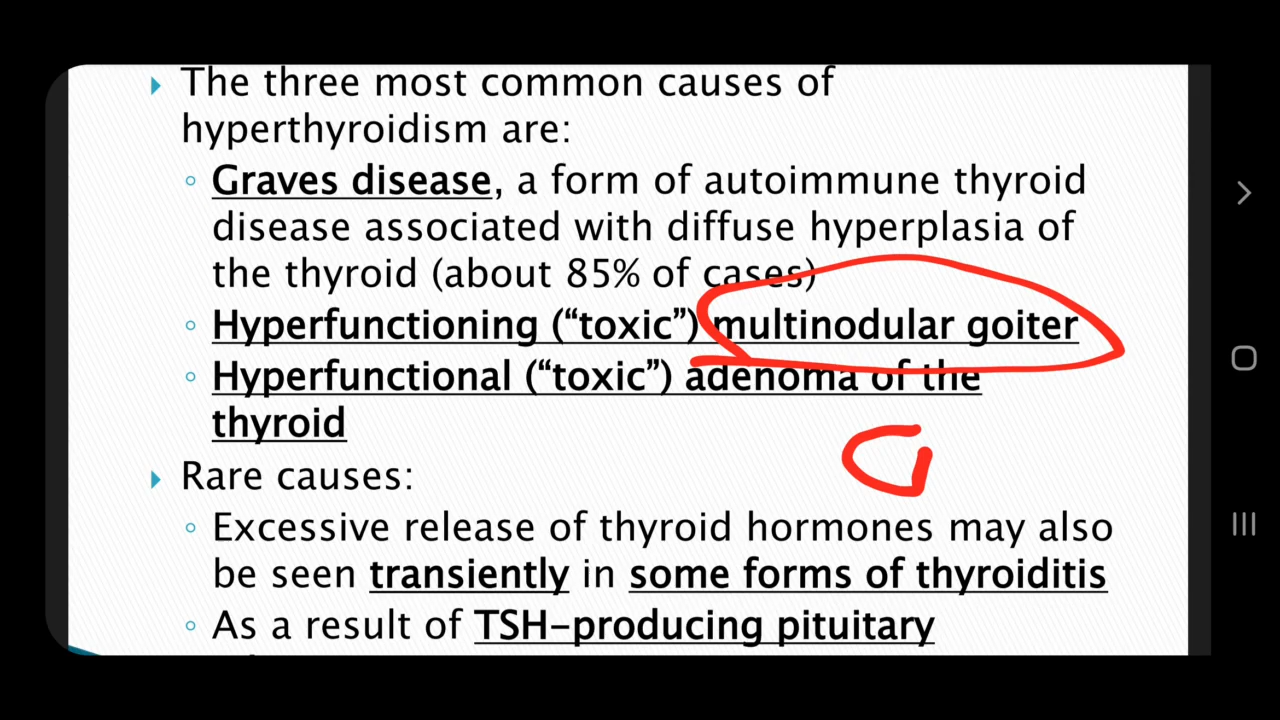 The three most common causes of
hyperthyroidism are:
Graves disease, a form of autoimmune thyroid
disease associated with diffuse hyperplasia of
the thyroid (about 85% of cases)
Hyperfunctioning (“toxic”) multinodular goiter
Hyperfunctional (“toxic”) adenoma of the
thyroid
Rare causes:
Excessive release of thyroid hormones may also
be seen transiently in some forms of thyroiditis
As a result of TSH-producing pituitary